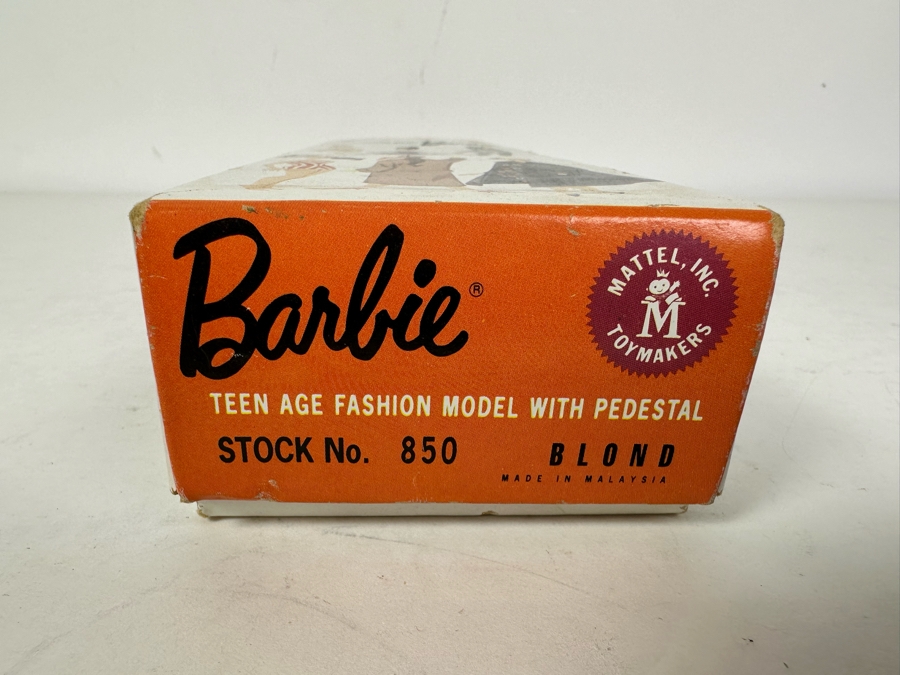 Barbie®
MATTEL, INC.
M
TOYMAKERS
TEEN AGE FASHION MODEL WITH PEDESTAL
STOCK No. 850
BLOND
MADE IN MALAYSIA